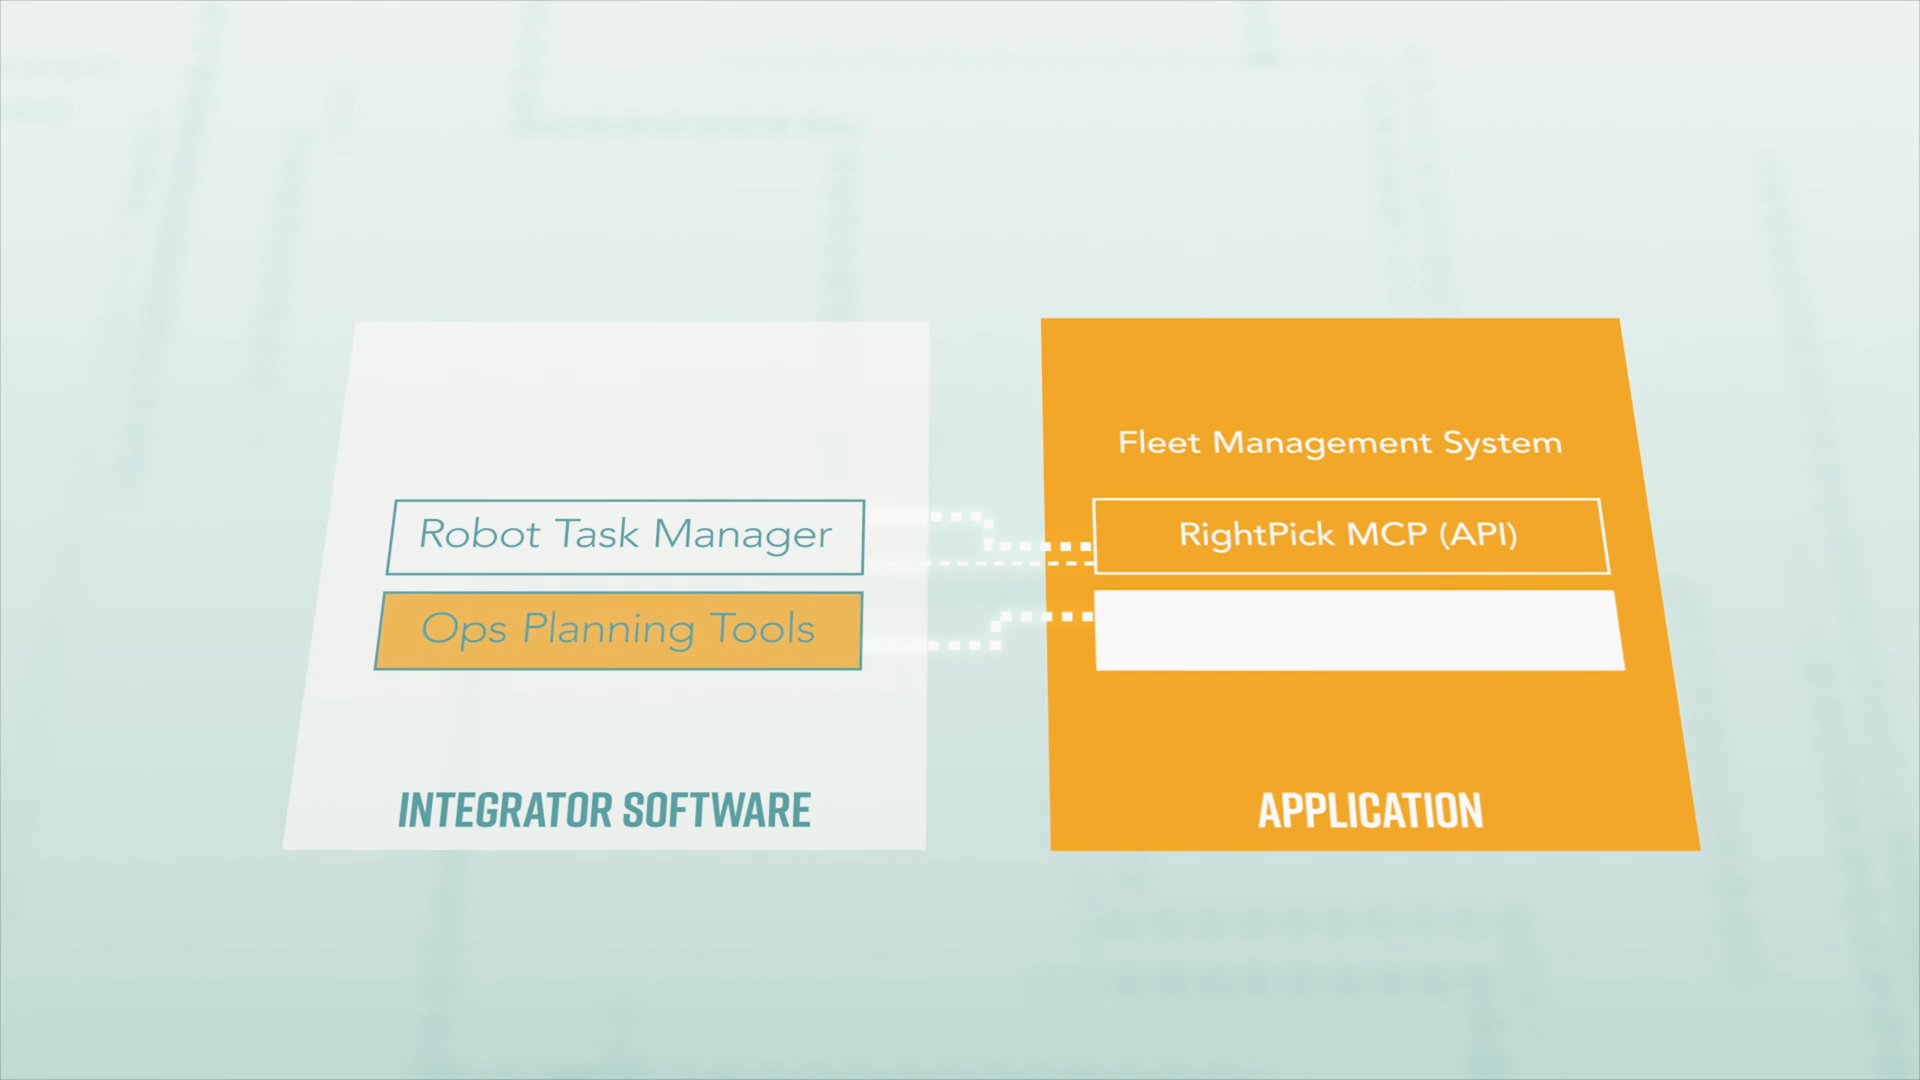 Robot Task Manager
Ops Planning Tools
INTEGRATOR SOFTWARE
Fleet Management System
RightPick MCP (API)
APPLICATION